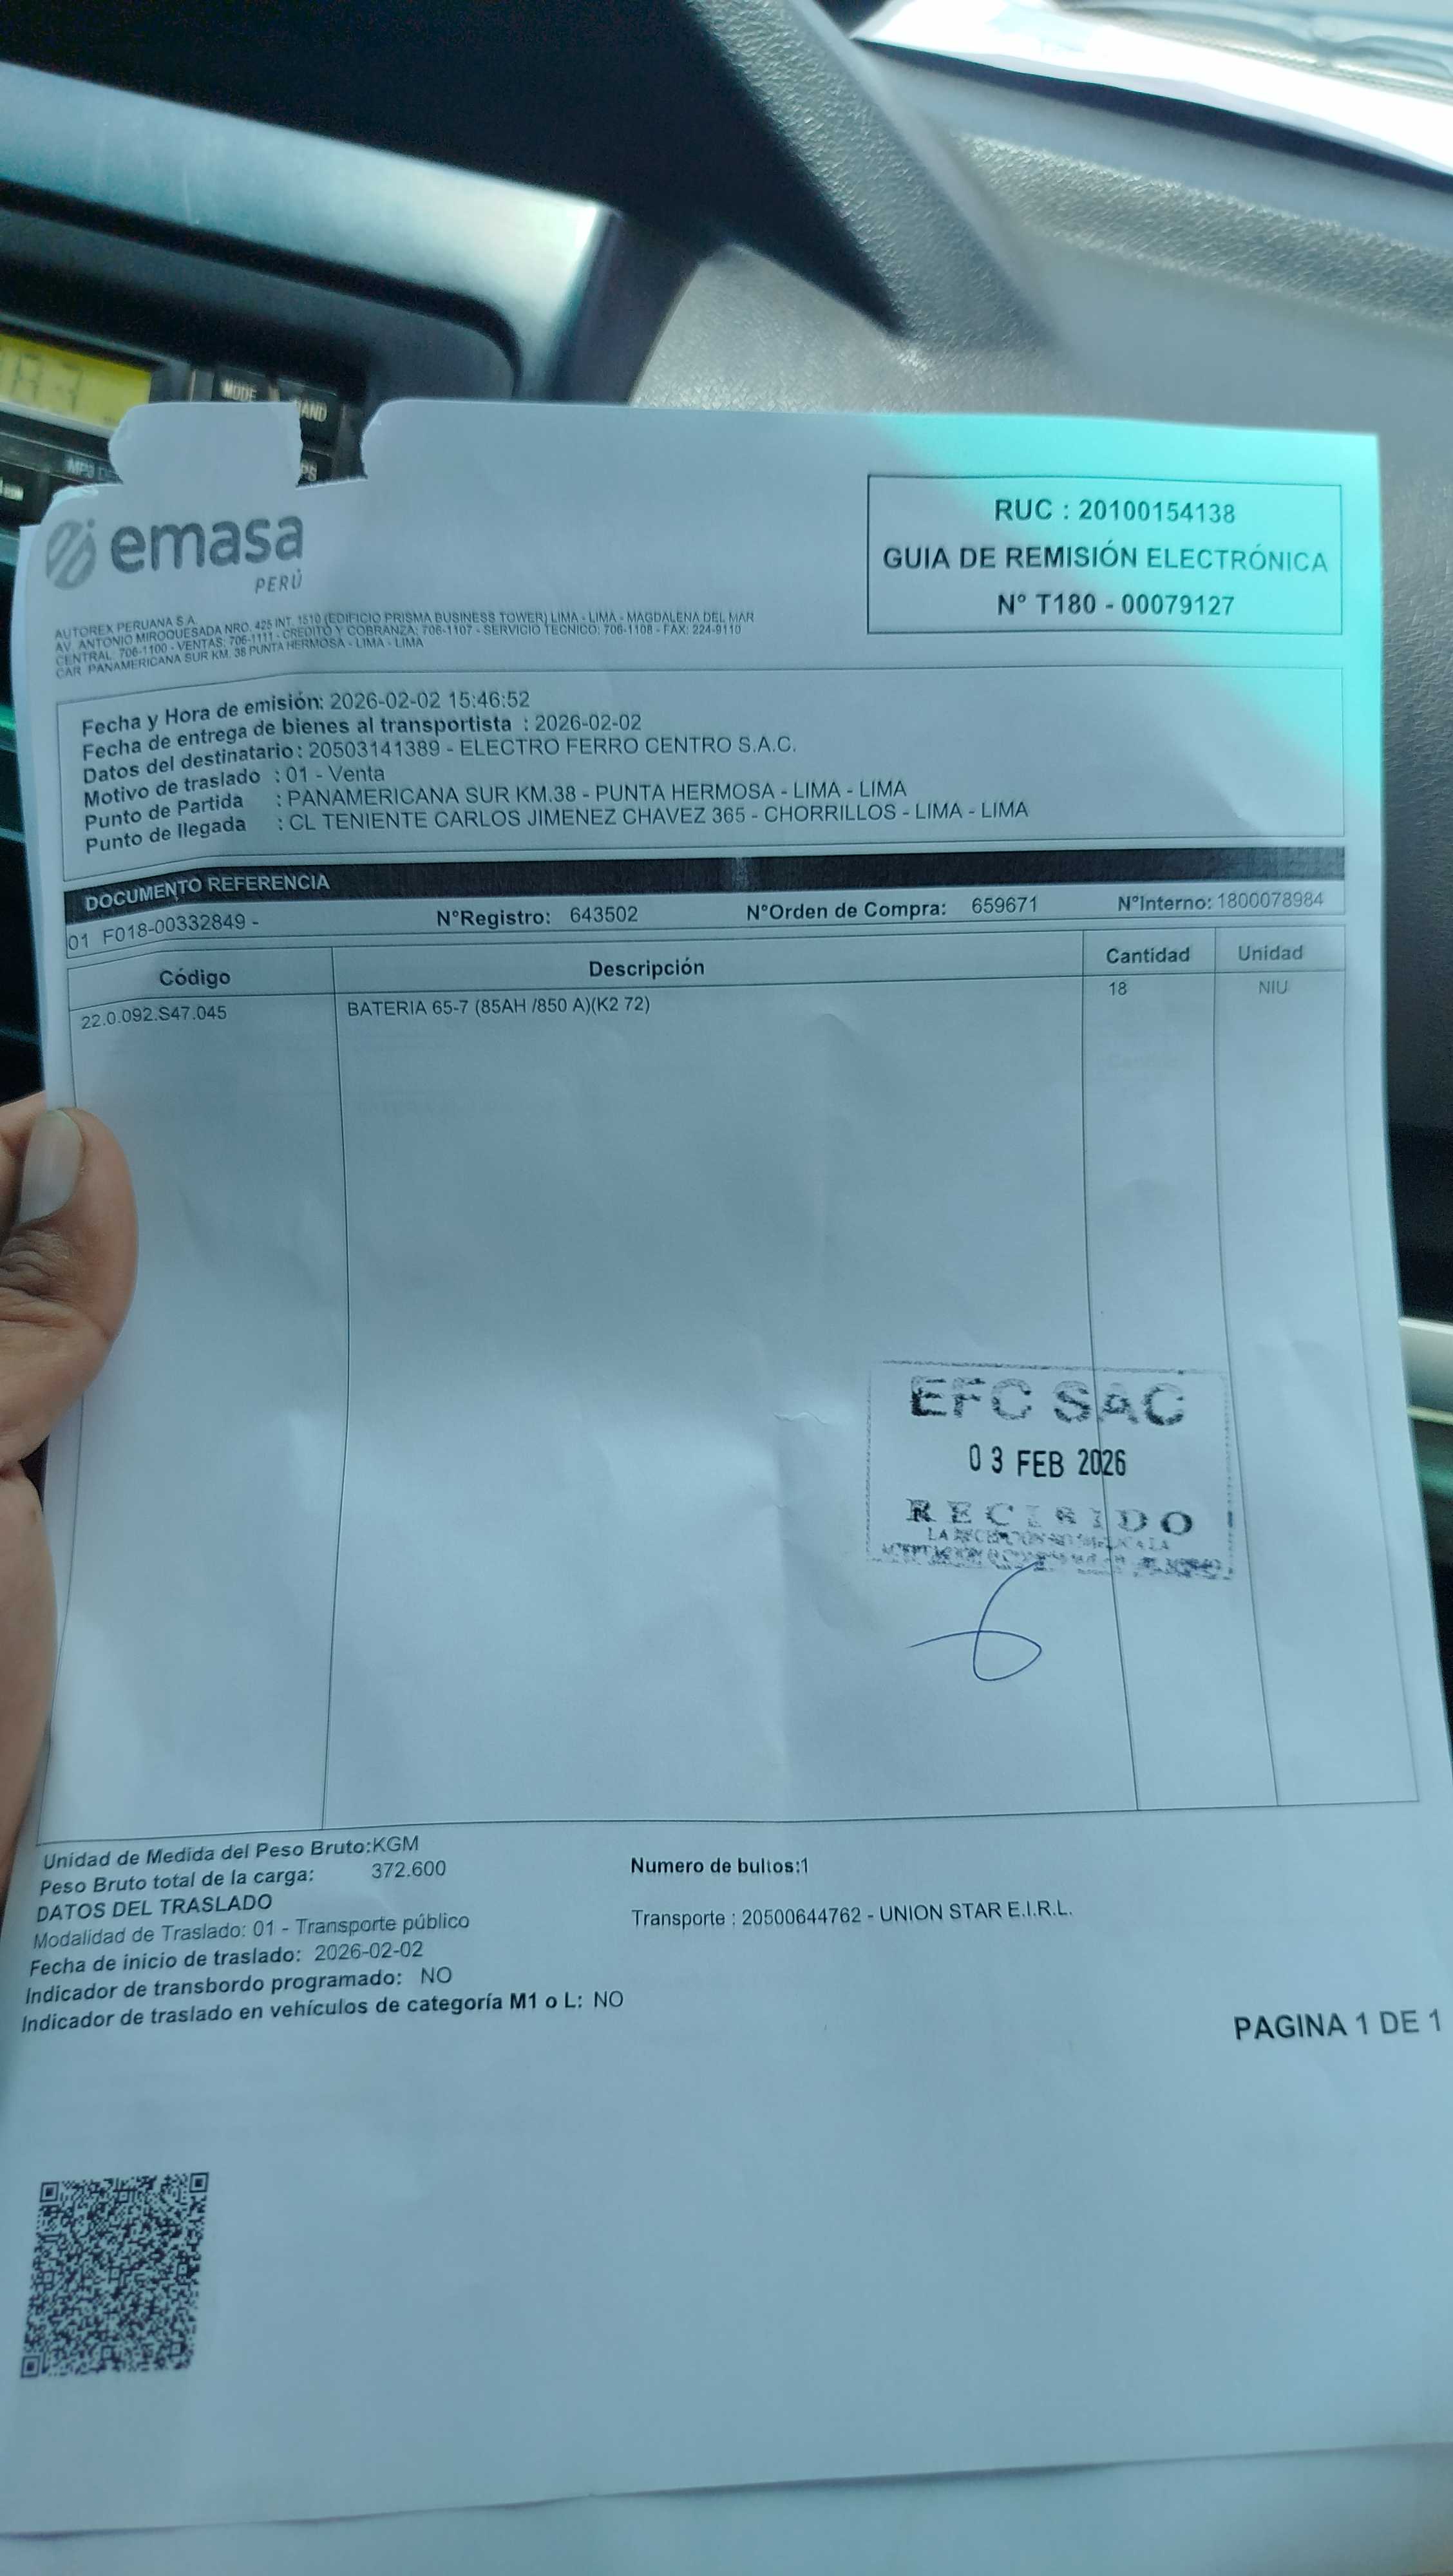 MODE
BAND
emasa
PERÚ
RUC : 20100154138
GUIA DE REMISIÓN ELECTRÓNICA
N° T180 - 00079127
AUTOREX PERUANA S.A.
AV. ANTONIO MIROQUESADA NRO. 425 INT. 1510 (EDIFICIO PRISMA BUSINESS TOWER) LIMA - LIMA - MAGDALENA DEL MAR
CENTRAL: 706-1100 - VENTAS: 706-1111 - CREDITO Y COBRANZA: 706-1107 - SERVICIO TECNICO: 706-1108 - FAX: 224-9110
CAR. PANAMERICANA SUR KM. 38 PUNTA HERMOSA - LIMA - LIMA
Fecha y Hora de emisión: 2026-02-02 15:46:52
Fecha de entrega de bienes al transportista : 2026-02-02
Datos del destinatario : 20503141389 - ELECTRO FERRO CENTRO S.A.C.
Motivo de traslado : 01 - Venta
Punto de Partida : PANAMERICANA SUR KM.38 - PUNTA HERMOSA - LIMA - LIMA
Punto de llegada : CL TENIENTE CARLOS JIMENEZ CHAVEZ 365 - CHORRILLOS - LIMA - LIMA
DOCUMENTO REFERENCIA
01 F018-00332849 - N°Registro: 643502 N°Orden de Compra: 659671 N°Interno: 1800078984
Código Descripción Cantidad Unidad
22.0.092.S47.045 BATERIA 65-7 (85AH /850 A)(K2 72) 18 NIU
EFC SAC
03 FEB 2026
RECIBIDO
LA
Unidad de Medida del Peso Bruto:KGM
Peso Bruto total de la carga: 372.600 Numero de bultos:1
DATOS DEL TRASLADO
Modalidad de Traslado: 01 - Transporte público Transporte : 20500644762 - UNION STAR E.I.R.L.
Fecha de inicio de traslado: 2026-02-02
Indicador de transbordo programado: NO
Indicador de traslado en vehículos de categoría M1 o L: NO
PAGINA 1 DE 1